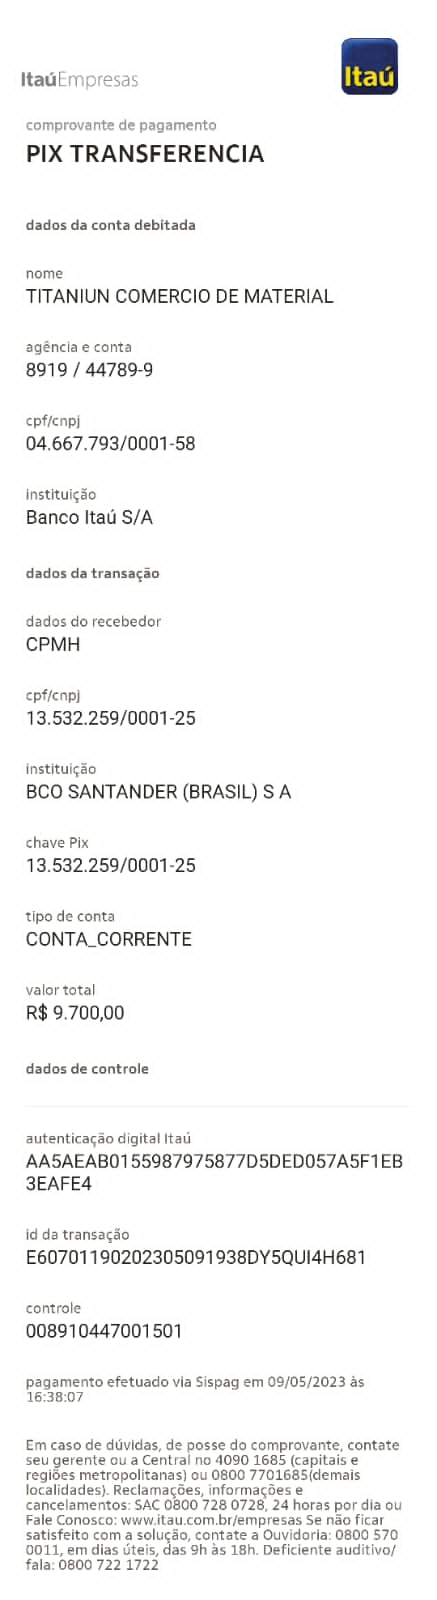 ItaúEmpresas
Itaú
comprovante de pagamento
PIX TRANSFERENCIA
dados da conta debitada
nome
TITANIUN COMERCIO DE MATERIAL
agência e conta
8919 / 44789-9
cpf/cnpj
04.667.793/0001-58
instituição
Banco Itaú S/A
dados da transação
dados do recebedor
CPMH
cpf/cnpj
13.532.259/0001-25
instituição
BCO SANTANDER (BRASIL) S A
chave Pix
13.532.259/0001-25
tipo de conta
CONTA_CORRENTE
valor total
R$ 9.700,00
dados de controle
autenticação digital Itaú
AA5AEAB0155987975877D5DED057A5F1EB
3EAFE4
id da transação
E60701190202305091938DY5QUI4H681
controle
008910447001501
pagamento efetuado via Sispag em 09/05/2023 às
16:38:07
Em caso de dúvidas, de posse do comprovante, contate
seu gerente ou a Central no 4090 1685 (capitais e
regiões metropolitanas) ou 0800 7701685(demais
localidades). Reclamações, informações e
cancelamentos: SAC 0800 728 0728, 24 horas por dia ou
Fale Conosco: www.itau.com.br/empresas Se não ficar
satisfeito com a solução, contate a Ouvidoria: 0800 570
0011, em dias úteis, das 9h às 18h. Deficiente auditivo/
fala: 0800 722 1722